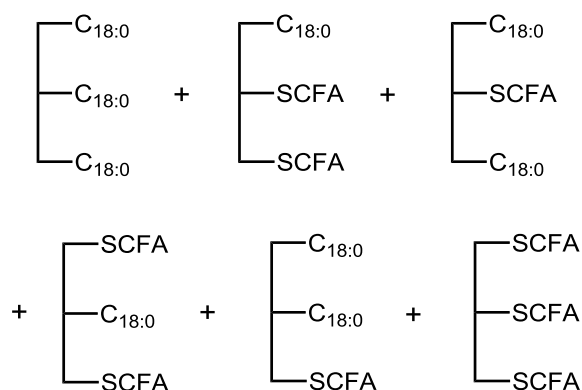 C18:0 C18:0 C18:0
C18:0 + SCFA + SCFA
C18:0 SCFA C18:0
SCFA C18:0 SCFA
+ C18:0 + C18:0 + SCFA
SCFA SCFA SCFA